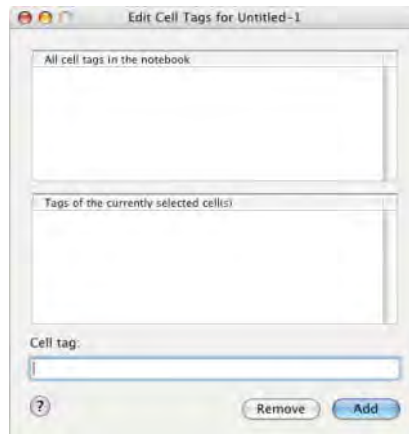 Edit Cell Tags for Untitled-1
All cell tags in the notebook
Tags of the currently selected cell(s)
Cell tag:
? Remove Add